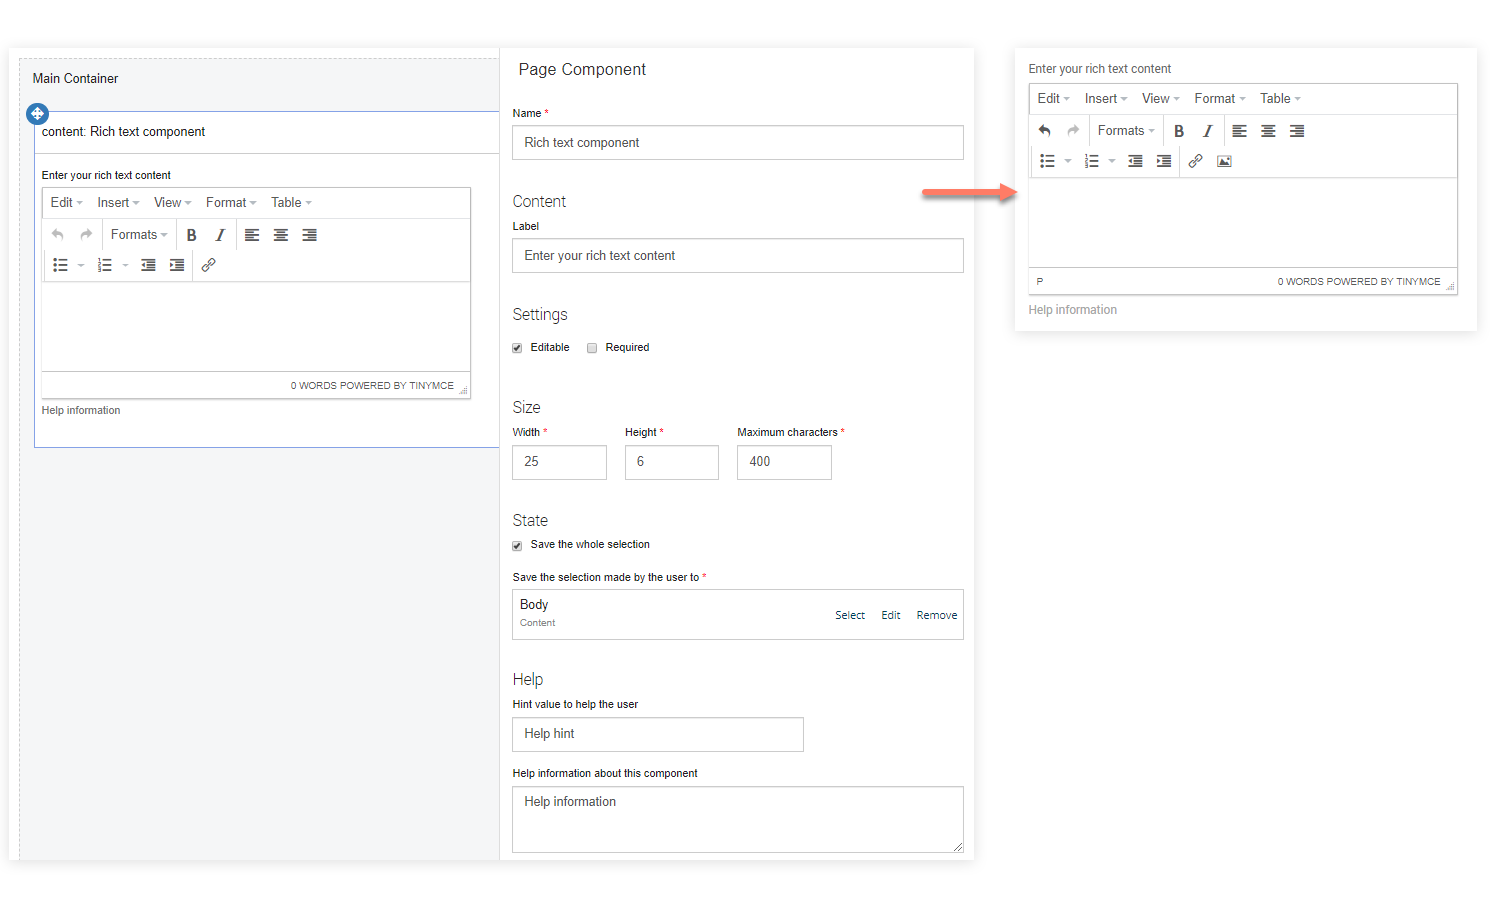 Main Container
content: Rich text component
Enter your rich text content
Edit Insert View Format Table
Formats B I
0 WORDS POWERED BY TINYMCE
Help information
Page Component
Name *
Rich text component
Content
Label
Enter your rich text content
Settings
Editable Required
Size
Width * Height * Maximum characters *
25 6 400
State
Save the whole selection
Save the selection made by the user to *
Body
Content
Select Edit Remove
Help
Hint value to help the user
Help hint
Help information about this component
Help information
Enter your rich text content
Edit Insert View Format Table
Formats B I
P 0 WORDS POWERED BY TINYMCE
Help information